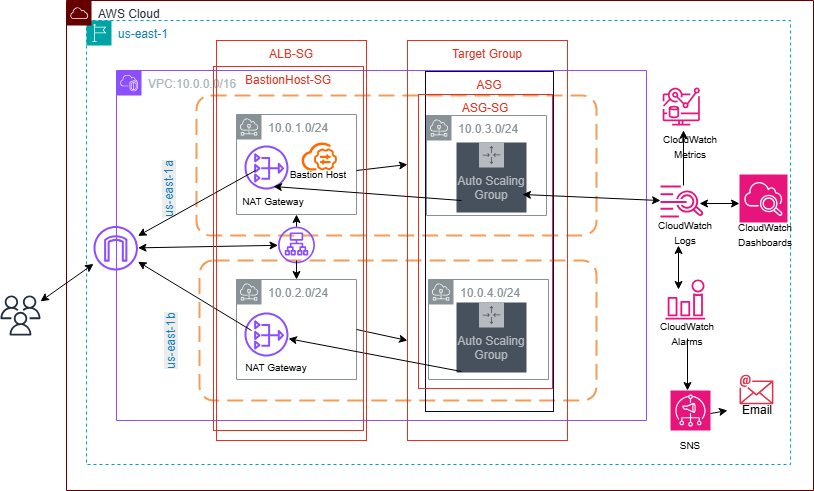 AWS Cloud
us-east-1
ALB-SG
Target Group
BastionHost-SG
ASG
VPC:10.0.0.0/16
ASG-SG
10.0.1.0/24
10.0.3.0/24
CloudWatch
Metrics
us-east-1a
Bastion Host
NAT Gateway
Auto Scaling
Group
CloudWatch
Logs
CloudWatch
Dashboards
10.0.2.0/24
10.0.4.0/24
us-east-1b
NAT Gateway
Auto Scaling
Group
CloudWatch
Alarms
SNS
@
Email